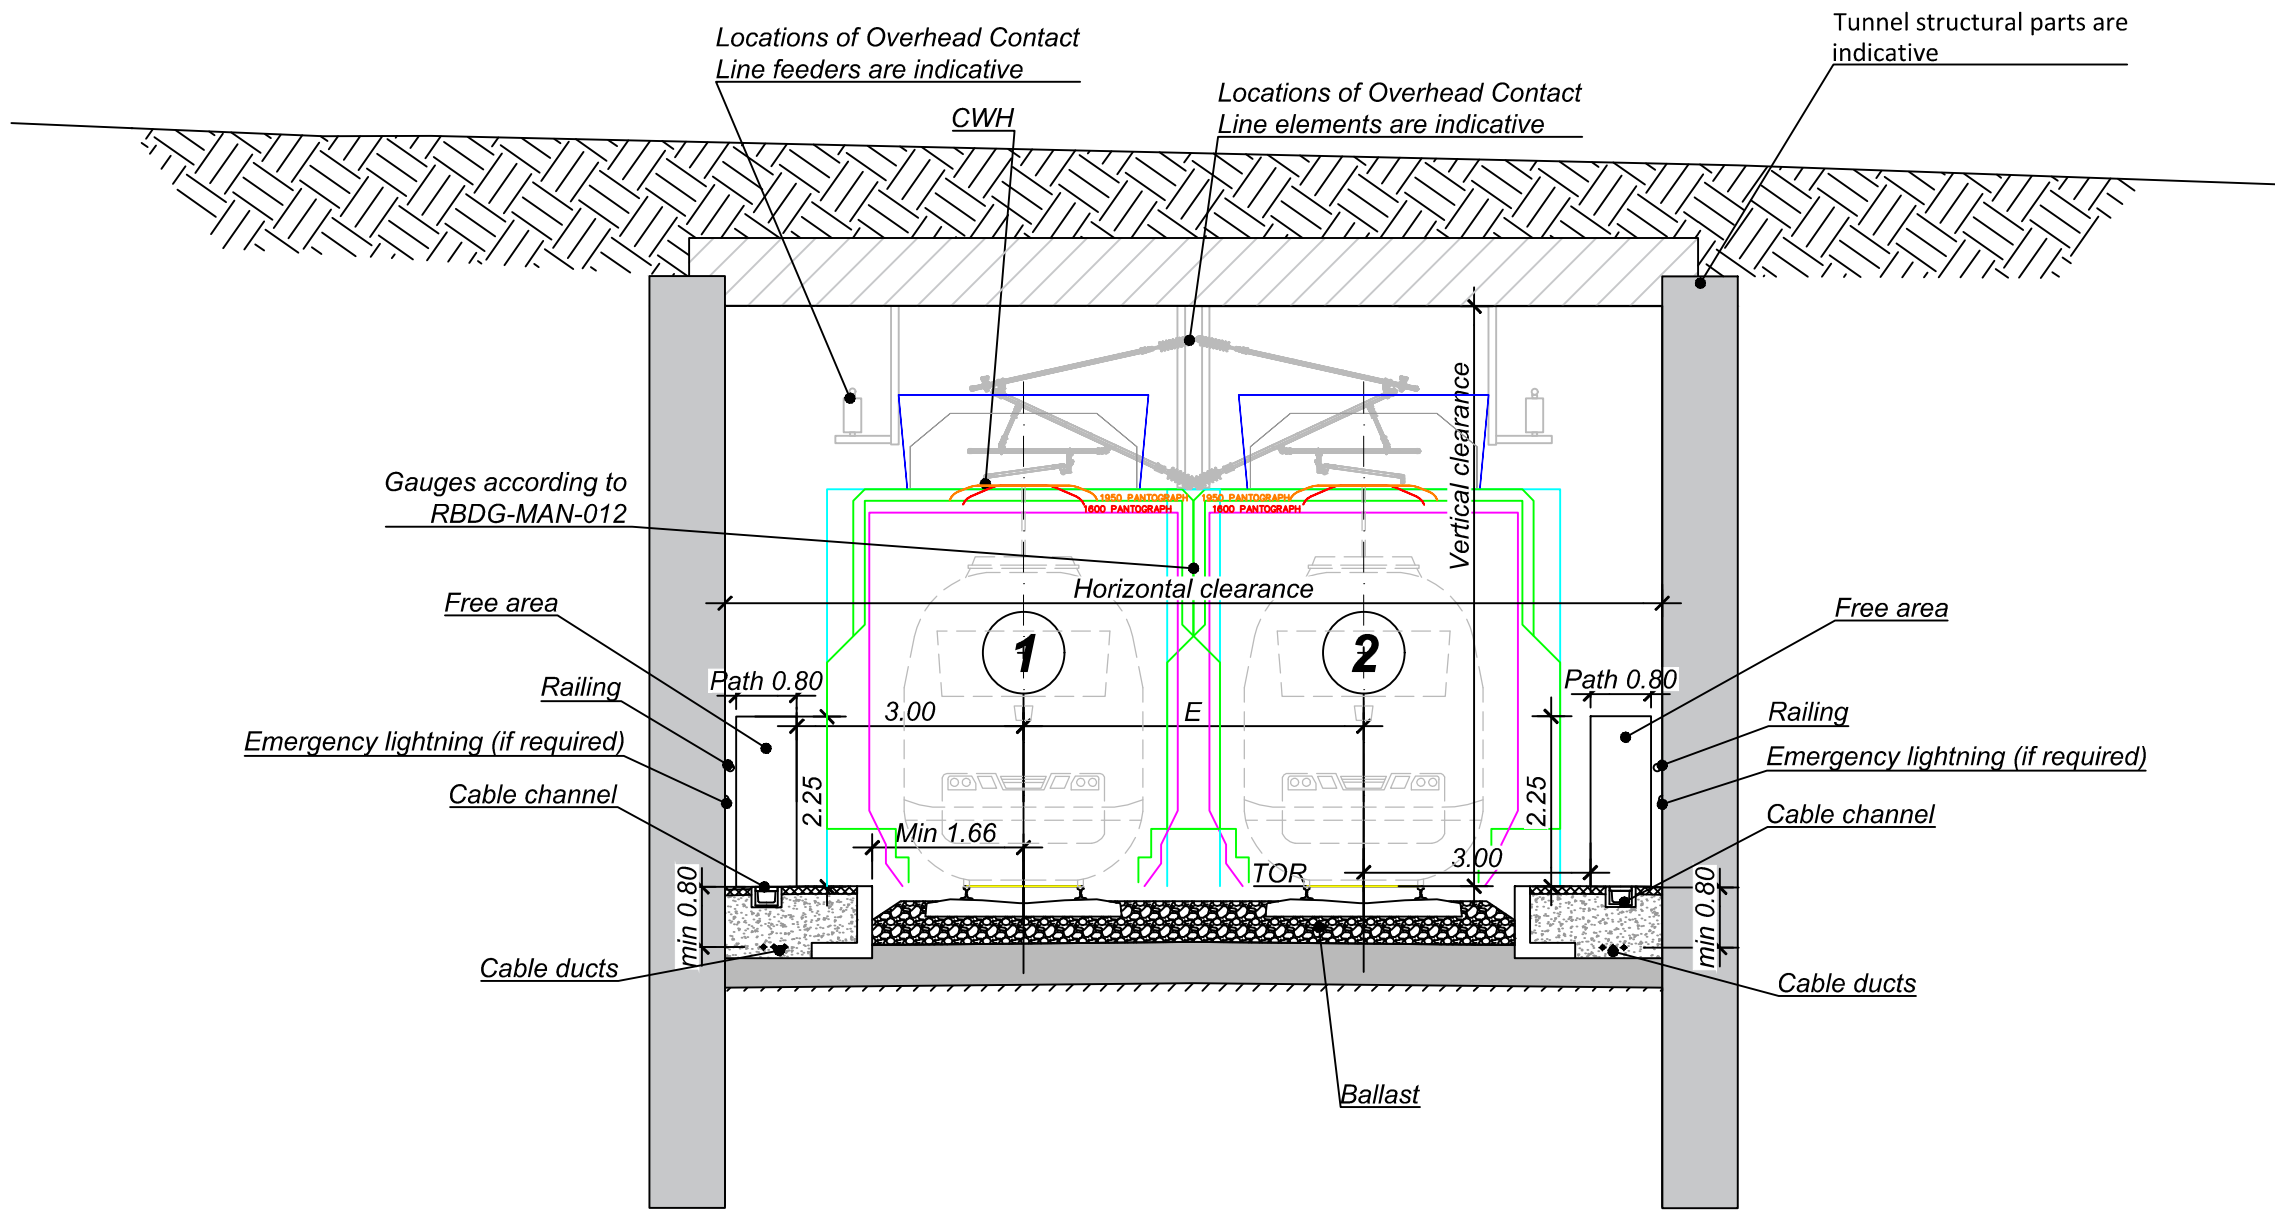 Tunnel structural parts are
indicative
Locations of Overhead Contact
Line feeders are indicative
Locations of Overhead Contact
Line elements are indicative
CWH
Vertical clearance
Gauges according to
RBDG-MAN-012
1950 PANTOGRAPH
1950 PANTOGRAPH
1600 PANTOGRAPH
1600 PANTOGRAPH
Horizontal clearance
Free area
Free area
1
2
Path 0.80
Path 0.80
Railing
3.00
E
Railing
Emergency lightning (if required)
Emergency lightning (if required)
Cable channel
2.25
2.25
Cable channel
Min 1.66
3.00
TOR
min 0.80
min 0.80
Cable ducts
Cable ducts
Ballast